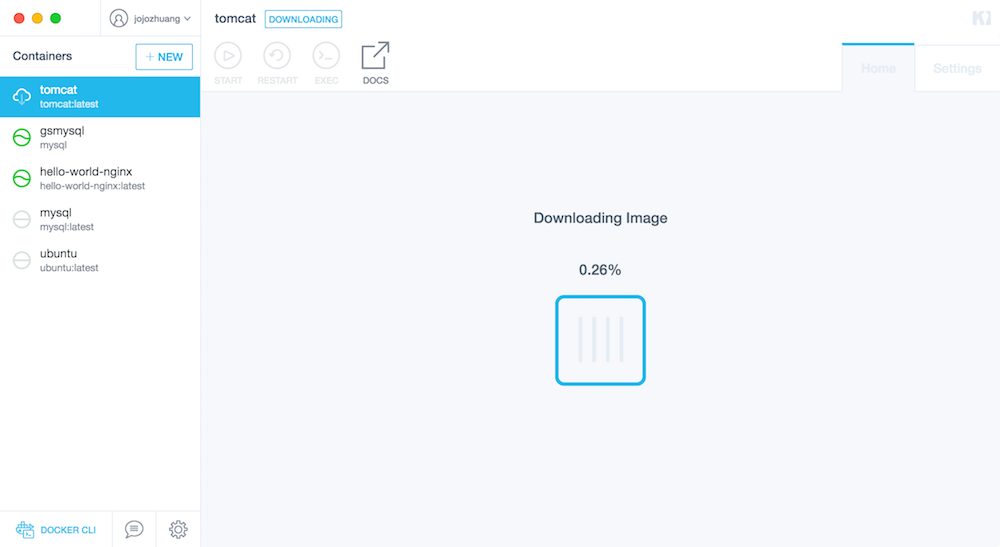 jojozhuang
tomcat DOWNLOADING
Containers
+ NEW
START
RESTART
EXEC
DOCS
Home
Settings
tomcat
tomcat:latest
gsmysql
mysql
hello-world-nginx
hello-world-nginx:latest
mysql
mysql:latest
ubuntu
ubuntu:latest
Downloading Image
0.26%
DOCKER CLI